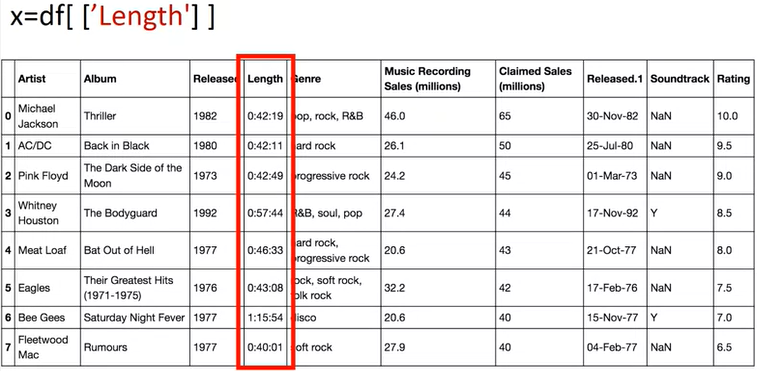 x=df[ ['Length'] ]
Artist Album Released Length Genre Music Recording Sales (millions) Claimed Sales (millions) Released.1 Soundtrack Rating
0 Michael Jackson Thriller 1982 0:42:19 pop, rock, R&B 46.0 65 30-Nov-82 NaN 10.0
1 AC/DC Back in Black 1980 0:42:11 hard rock 26.1 50 25-Jul-80 NaN 9.5
2 Pink Floyd The Dark Side of the Moon 1973 0:42:49 progressive rock 24.2 45 01-Mar-73 NaN 9.0
3 Whitney Houston The Bodyguard 1992 0:57:44 R&B, soul, pop 27.4 44 17-Nov-92 Y 8.5
4 Meat Loaf Bat Out of Hell 1977 0:46:33 hard rock, progressive rock 20.6 43 21-Oct-77 NaN 8.0
5 Eagles Their Greatest Hits (1971-1975) 1976 0:43:08 rock, soft rock, folk rock 32.2 42 17-Feb-76 NaN 7.5
6 Bee Gees Saturday Night Fever 1977 1:15:54 disco 20.6 40 15-Nov-77 Y 7.0
7 Fleetwood Mac Rumours 1977 0:40:01 soft rock 27.9 40 04-Feb-77 NaN 6.5